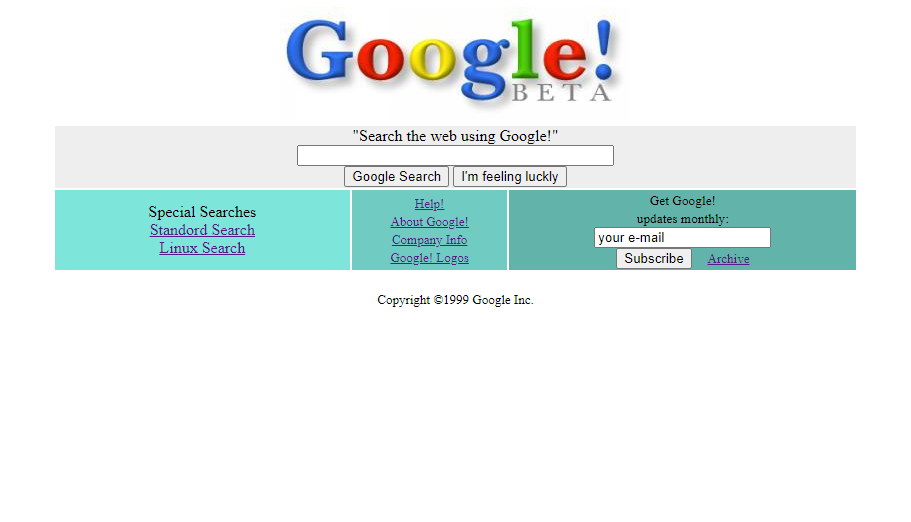 Google!
BETA
"Search the web using Google!"
Google Search I'm feeling luckly
Special Searches
Standord Search
Linux Search
Help!
About Google!
Company Info
Google! Logos
Get Google!
updates monthly:
your e-mail
Subscribe Archive
Copyright ©1999 Google Inc.